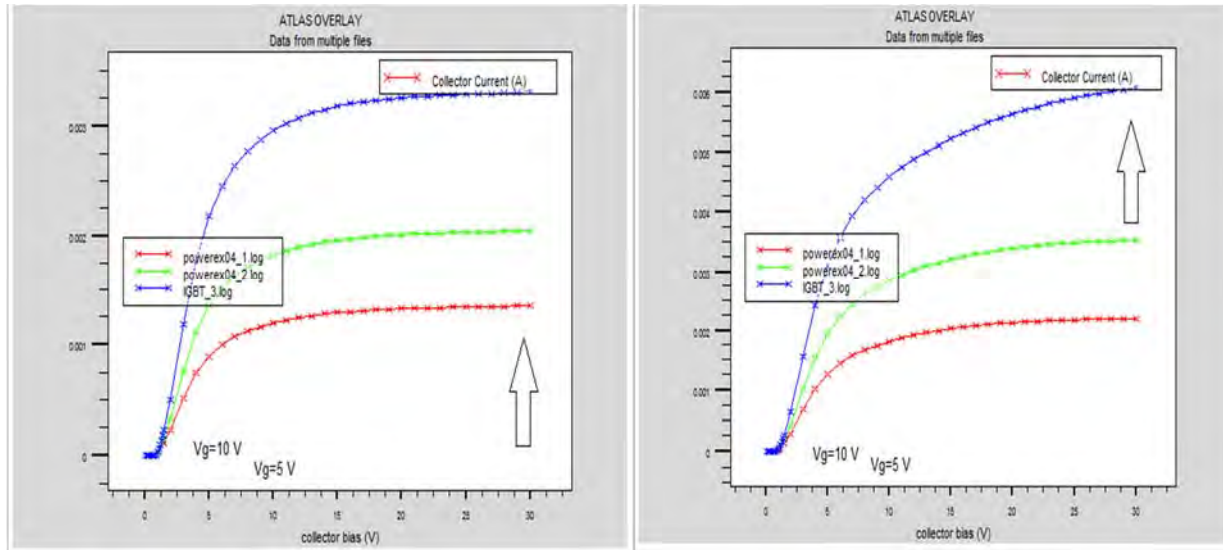 ATLAS OVERLAY
Data from multiple files
Collector Current (A)
0.003
0.002
0.001
0
powerex04_1.log
powerex04_2.log
IGBT_3.log
Vg=10 V
Vg=5 V
0 5 10 15 20 25 30
collector bias (V)
ATLAS OVERLAY
Data from multiple files
Collector Current (A)
0.006
0.005
0.004
0.003
0.002
0.001
0
powerex04_1.log
powerex04_2.log
IGBT_3.log
Vg=10 V
Vg=5 V
0 5 10 15 20 25 30
collector bias (V)